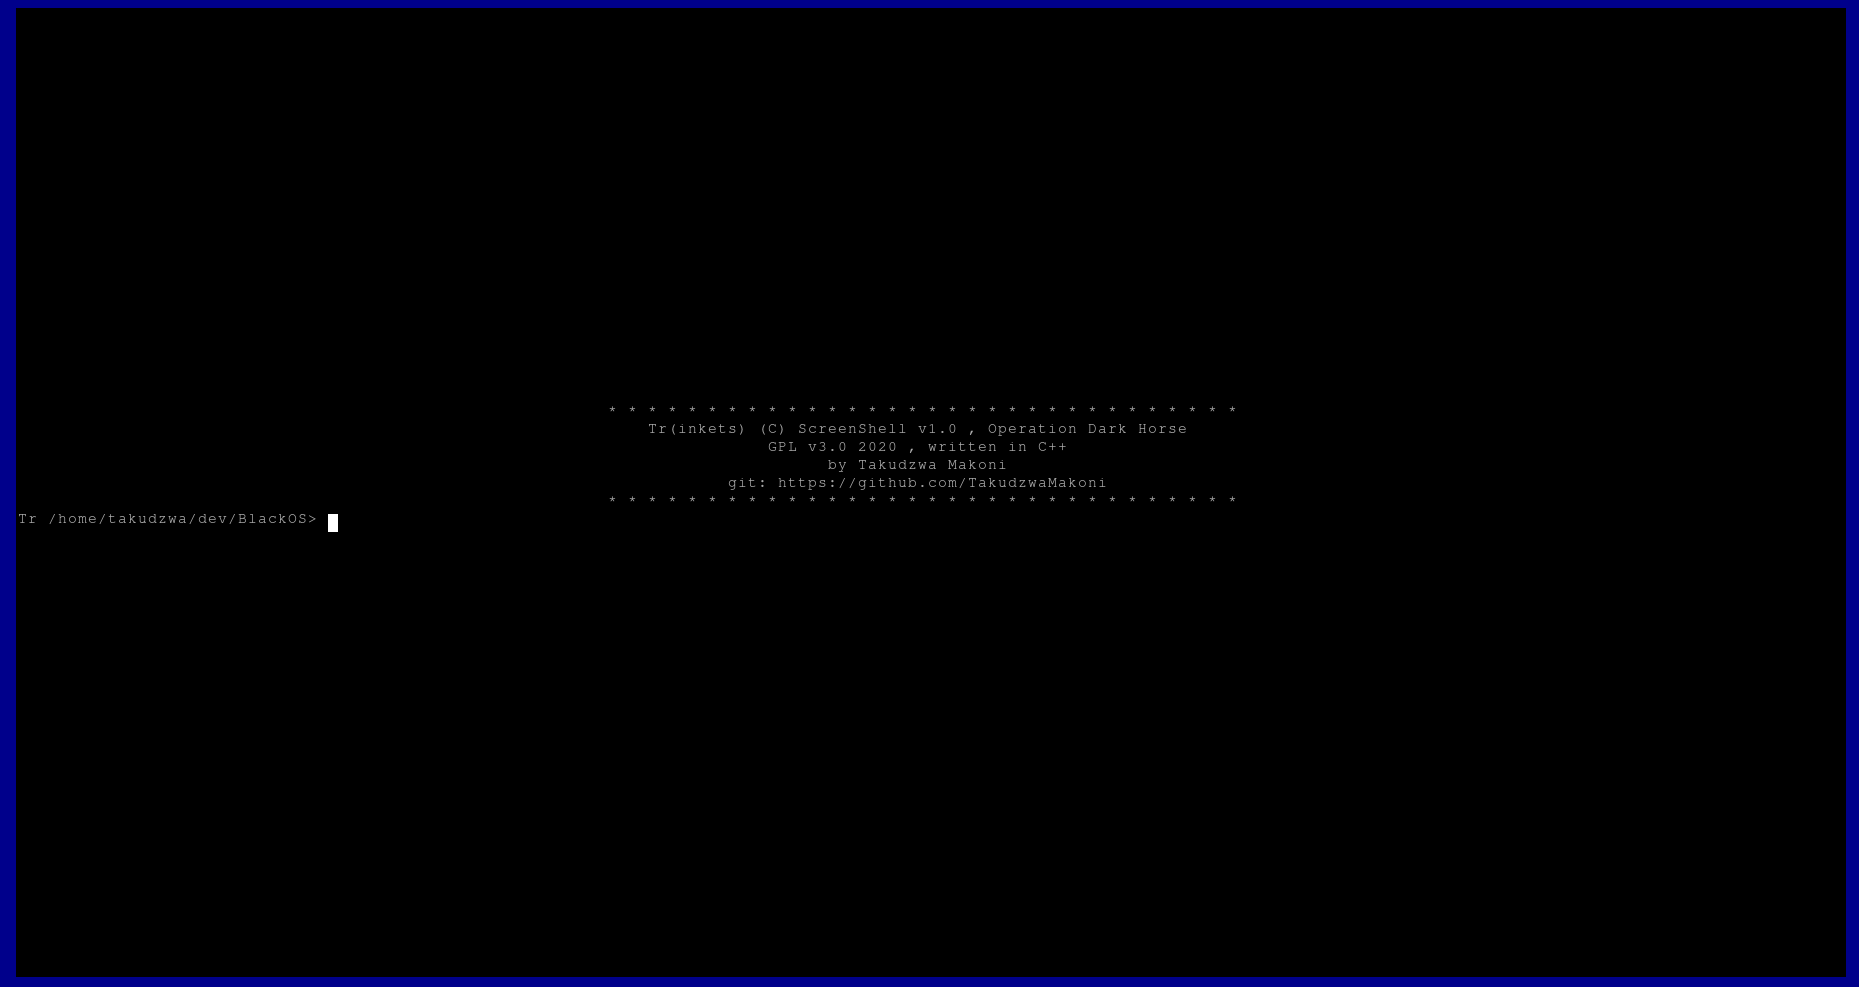 * * * * * * * * * * * * * * * * * * * * * * * * * * * * * * * *
Tr(inkets) (C) ScreenShell v1.0 , Operation Dark Horse
GPL v3.0 2020 , written in C++
by Takudzwa Makoni
git: https://github.com/TakudzwaMakoni
* * * * * * * * * * * * * * * * * * * * * * * * * * * * * * * *
Tr /home/takudzwa/dev/BlackOS>